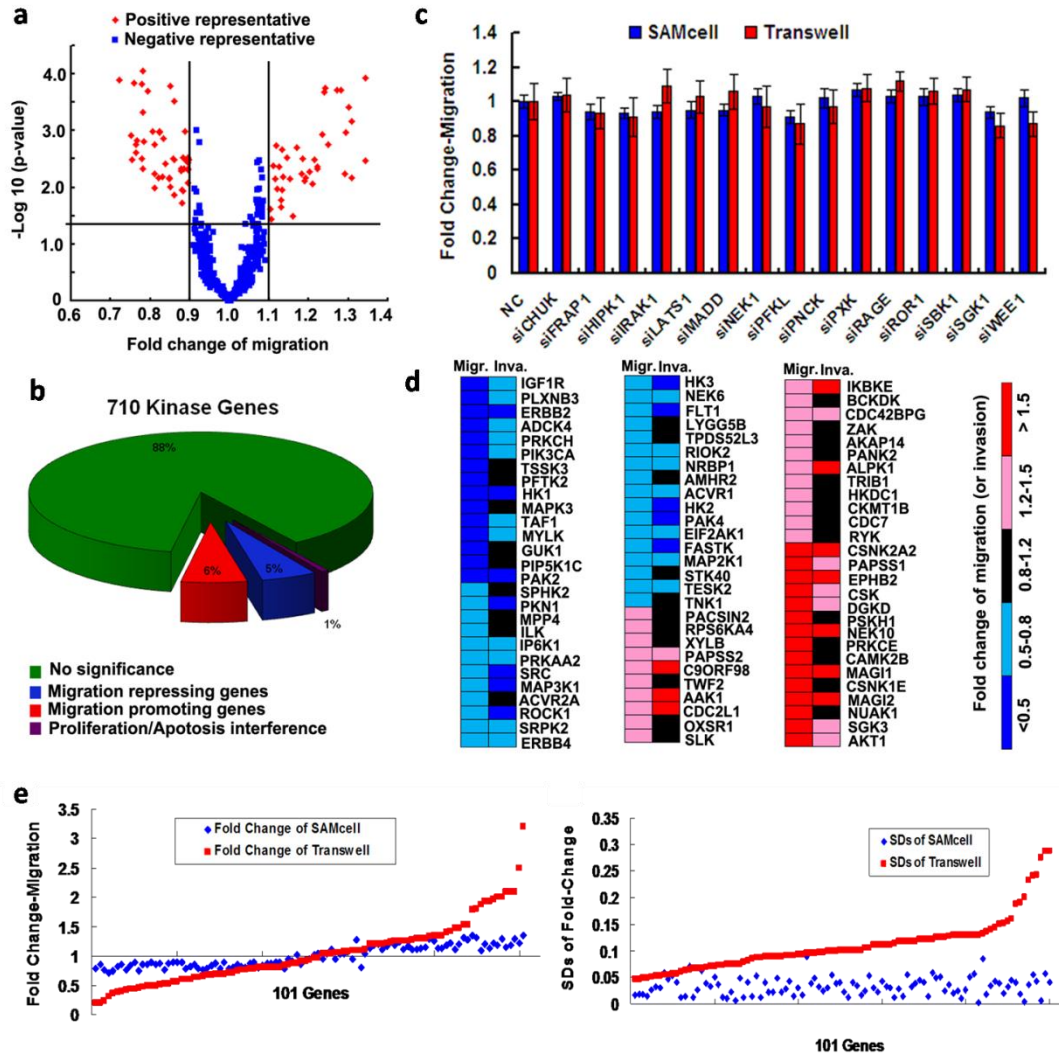 a
Positive representative
Negative representative
-Log 10 (p-value)
4.0
3.0
2.0
1.0
0.0
0.6
0.8
1.0
1.2
1.4
0.6 0.7 0.8 0.9 1.0 1.1 1.2 1.3 1.4
Fold change of migration
b
710 Kinase Genes
88%
6%
5%
1%
No significance
Migration repressing genes
Migration promoting genes
Proliferation/Apotosis interference
c
SAMcell
Transwell
Fold Change-Migration
1.4
1.2
1
0.8
0.6
0.4
0.2
0
NC
siCHUK
siFRAP1
siHIPK1
siIRAK1
siLATS1
siMADD
siNEK1
siPFKL
siPNCK
siPXK
siRAGE
siROR1
siSBK1
siSGK1
siWEE1
d
Migr. Inva.
IGF1R
PLXNB3
ERBB2
ADCK4
PRKCH
PIK3CA
TSSK3
PFTK2
HK1
MAPK3
TAF1
MYLK
GUK1
PIP5K1C
PAK2
SPHK2
PKN1
MPP4
ILK
IP6K1
PRKAA2
SRC
MAP3K1
ACVR2A
ROCK1
SRPK2
ERBB4
Migr. Inva.
HK3
NEK6
FLT1
LYGG5B
TPDS52L3
RIOK2
NRBP1
AMHR2
ACVR1
HK2
PAK4
EIF2AK1
FASTK
MAP2K1
STK40
TESK2
TNK1
PACSIN2
RPS6KA4
XYLB
PAPSS2
C9ORF98
TWF2
AAK1
CDC2L1
OXSR1
SLK
Migr. Inva.
IKBKE
BCKDK
CDC42BPG
ZAK
AKAP14
PANK2
ALPK1
TRIB1
HKDC1
CKMT1B
CDC7
RYK
CSNK2A2
PAPSS1
EPHB2
CSK
DGKD
PSKH1
NEK10
PRKCE
CAMK2B
MAGI1
CSNK1E
MAGI2
NUAK1
SGK3
AKT1
Fold change of migration (or invasion)
> 1.5
1.2-1.5
0.8-1.2
0.5-0.8
<0.5
e
Fold Change-Migration
3.5
3
2.5
2
1.5
1
0.5
0
Fold Change of SAMcell
Fold Change of Transwell
101 Genes
SDs of Fold-Change
0.35
0.3
0.25
0.2
0.15
0.1
0.05
0
SDs of SAMcell
SDs of Transwell
101 Genes